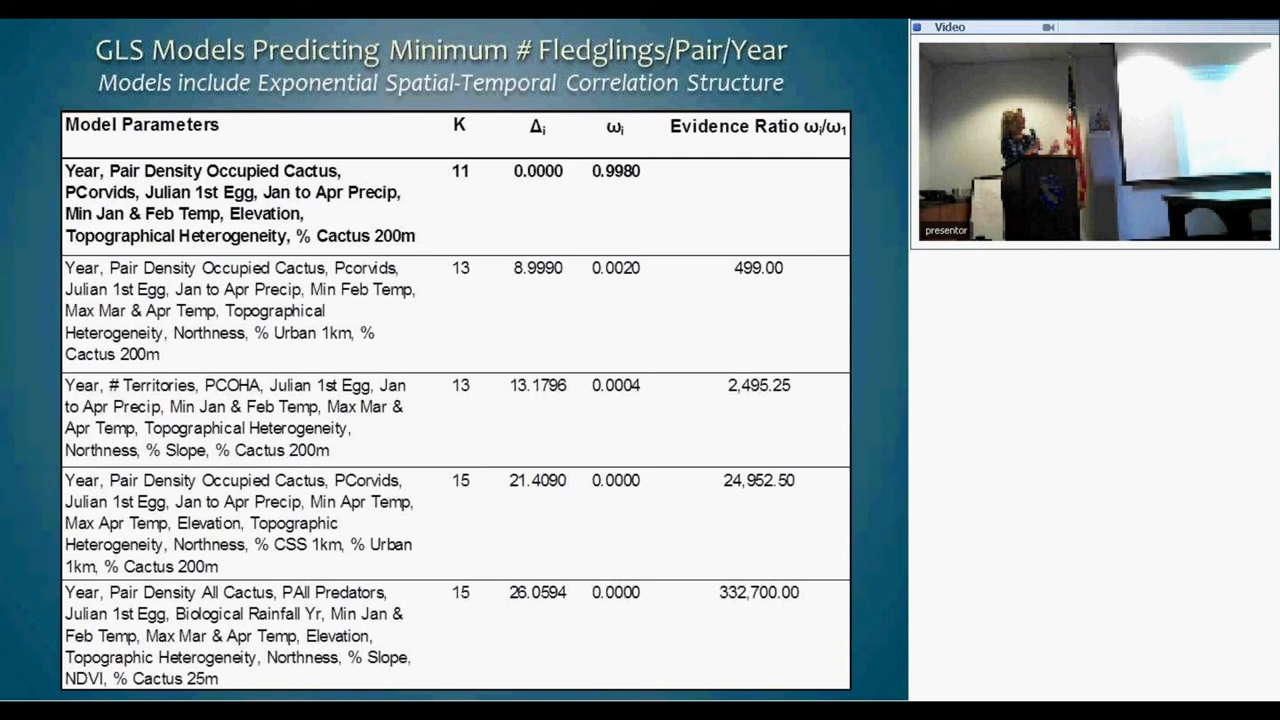 GLS Models Predicting Minimum # Fledglings/Pair/Year
Models include Exponential Spatial-Temporal Correlation Structure
Model Parameters K Δi ωi Evidence Ratio ωi/ω1
Year, Pair Density Occupied Cactus, 11 0.0000 0.9980
PCorvids, Julian 1st Egg, Jan to Apr Precip,
Min Jan & Feb Temp, Elevation,
Topographical Heterogeneity, % Cactus 200m
Year, Pair Density Occupied Cactus, Pcorvids, 13 8.9990 0.0020 499.00
Julian 1st Egg, Jan to Apr Precip, Min Feb Temp,
Max Mar & Apr Temp, Topographical
Heterogeneity, Northness, % Urban 1km, %
Cactus 200m
Year, # Territories, PCOHA, Julian 1st Egg, Jan 13 13.1796 0.0004 2,495.25
to Apr Precip, Min Jan & Feb Temp, Max Mar &
Apr Temp, Topographical Heterogeneity,
Northness, % Slope, % Cactus 200m
Year, Pair Density Occupied Cactus, PCorvids, 15 21.4090 0.0000 24,952.50
Julian 1st Egg, Jan to Apr Precip, Min Apr Temp,
Max Apr Temp, Elevation, Topographic
Heterogeneity, Northness, % CSS 1km, % Urban
1km, % Cactus 200m
Year, Pair Density All Cactus, PAll Predators, 15 26.0594 0.0000 332,700.00
Julian 1st Egg, Biological Rainfall Yr, Min Jan &
Feb Temp, Max Mar & Apr Temp, Elevation,
Topographic Heterogeneity, Northness, % Slope,
NDVI, % Cactus 25m
Video
presentor